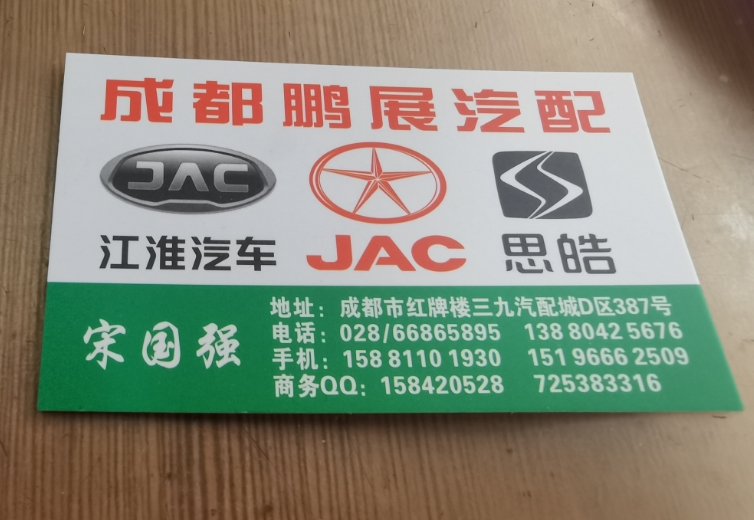 成都鹏展汽配
JAC
江淮汽车 JAC 思皓
宋国强
地址：成都市红牌楼三九汽配城D区387号
电话：028/66865895 138 8042 5676
手机：158 8110 1930 151 9666 2509
商务QQ：158420528 725383316